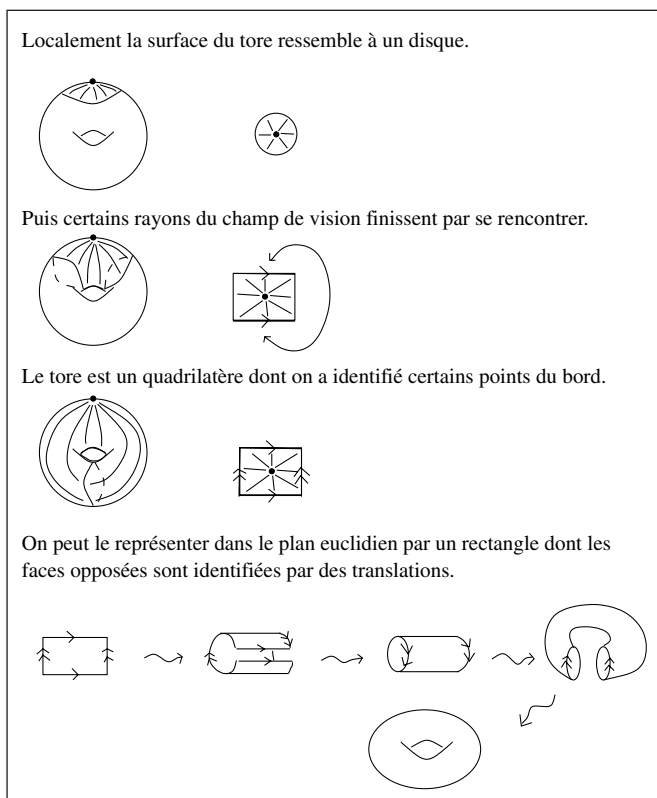 Localement la surface du tore ressemble à un disque.
Puis certains rayons du champ de vision finissent par se rencontrer.
Le tore est un quadrilatère dont on a identifié certains points du bord.
On peut le représenter dans le plan euclidien par un rectangle dont les
faces opposées sont identifiées par des translations.